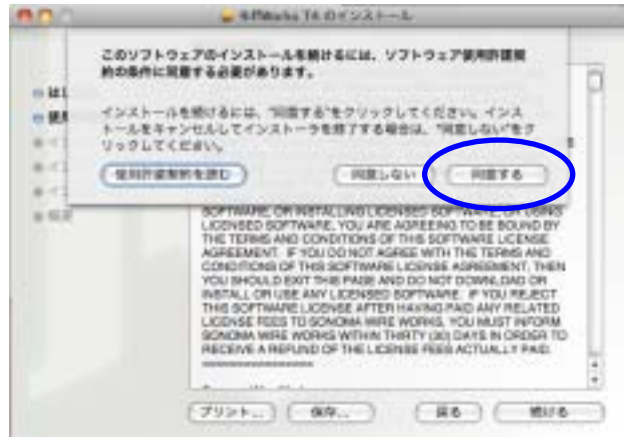 のインストール
このソフトウェアのインストールを続けるには、ソフトウェア使用許諾契
約の条件に同意する必要があります。
インストールを続けるには、"同意する"をクリックしてください。インス
トールをキャンセルしてインストーラを終了する場合は、"同意しない"をク
リックしてください。
使用許諾契約を読む 同意しない 同意する
SOFTWARE, OR INSTALLING LICENSED SOFTWARE, OR USING
LICENSED SOFTWARE, YOU ARE AGREEING TO BE BOUND BY
THE TERMS AND CONDITIONS OF THIS SOFTWARE LICENSE
AGREEMENT. IF YOU DO NOT AGREE WITH THE TERMS AND
CONDITIONS OF THIS SOFTWARE LICENSE AGREEMENT, THEN
YOU SHOULD EXIT THIS PAGE AND DO NOT DOWNLOAD OR
INSTALL OR USE ANY LICENSED SOFTWARE. IF YOU REJECT
THIS SOFTWARE LICENSE AFTER HAVING PAID ANY RELATED
LICENSE FEES TO SONOMA WIRE WORKS, YOU MUST INFORM
SONOMA WIRE WORKS WITHIN THIRTY (30) DAYS IN ORDER TO
RECEIVE A REFUND OF THE LICENSE FEES ACTUALLY PAID.
プリント... 保存... 戻る 続ける